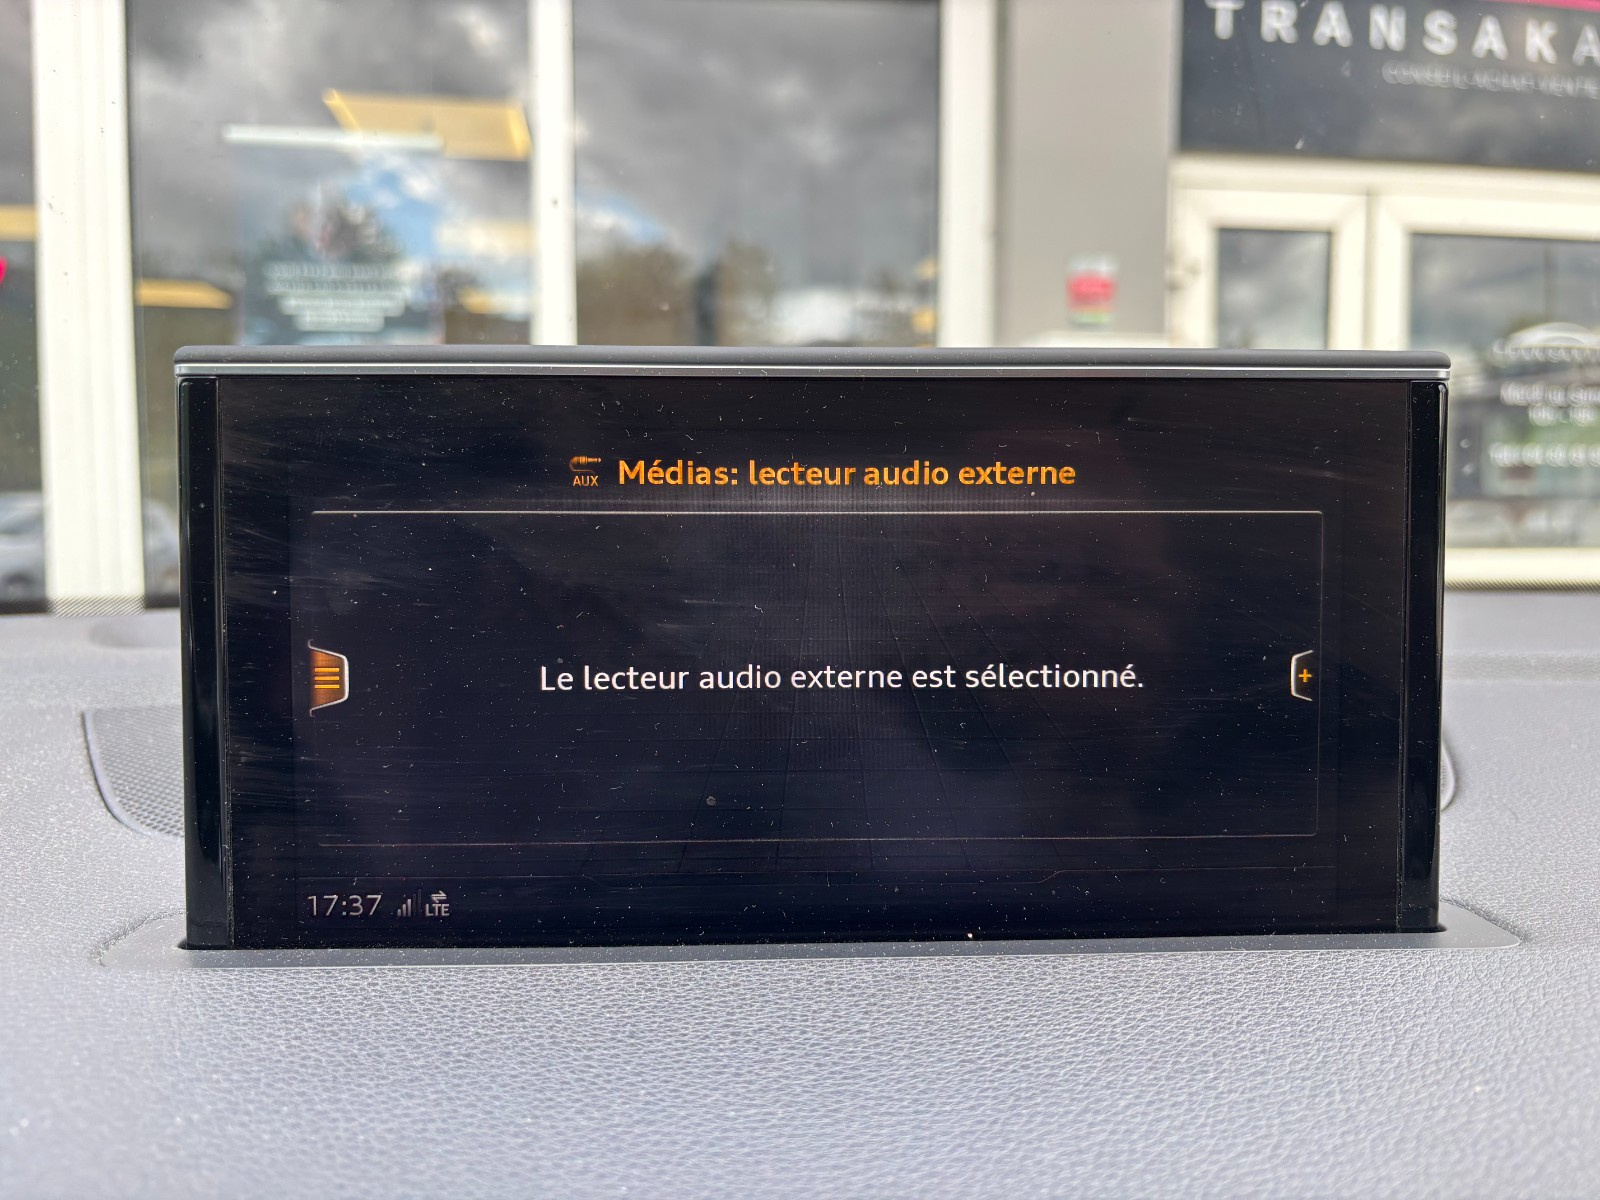 TRANSAKA
AUX
Médias: lecteur audio externe
Le lecteur audio externe est sélectionné.
+
17:37
LTE